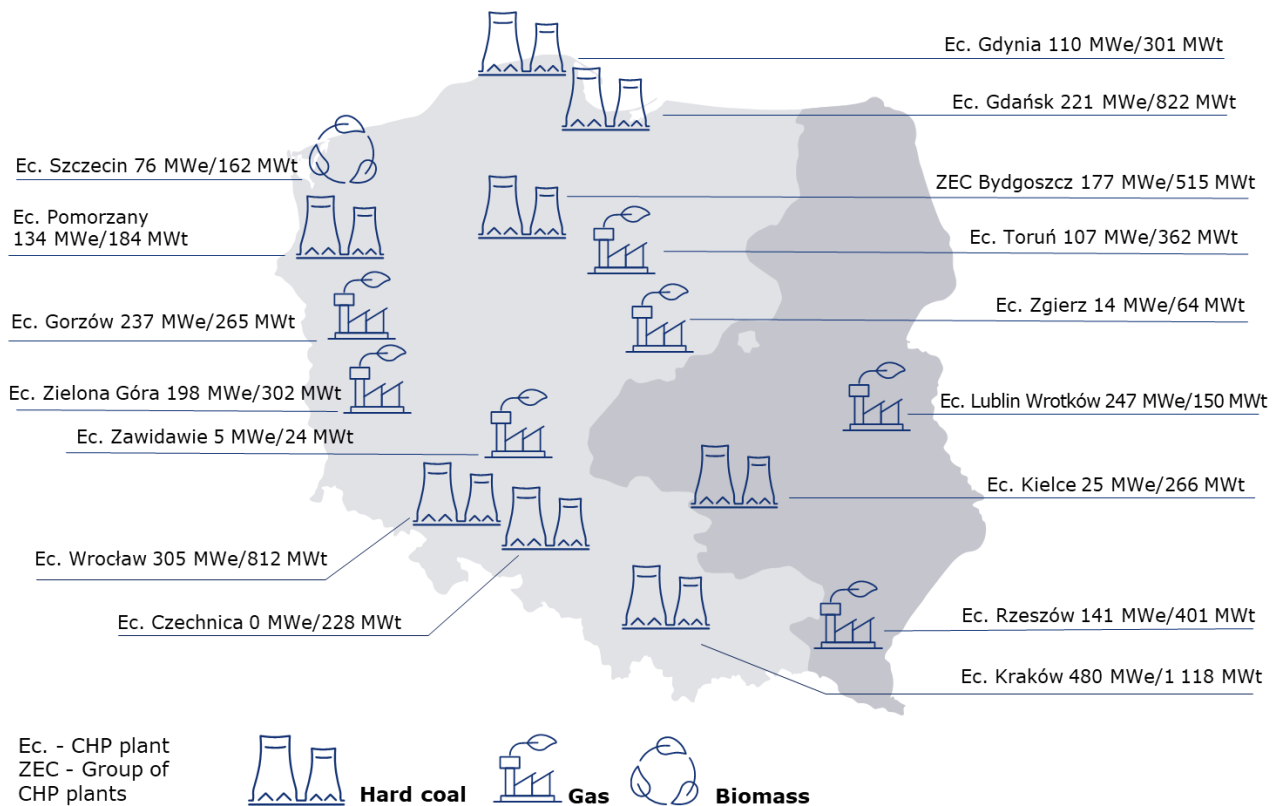 Ec. Gdynia 110 MWe/301 MWt
Ec. Gdańsk 221 MWe/822 MWt
Ec. Szczecin 76 MWe/162 MWt
ZEC Bydgoszcz 177 MWe/515 MWt
Ec. Pomorzany
134 MWe/184 MWt
Ec. Toruń 107 MWe/362 MWt
Ec. Gorzów 237 MWe/265 MWt
Ec. Zgierz 14 MWe/64 MWt
Ec. Zielona Góra 198 MWe/302 MWt
Ec. Lublin Wrotków 247 MWe/150 MWt
Ec. Zawidawie 5 MWe/24 MWt
Ec. Kielce 25 MWe/266 MWt
Ec. Wrocław 305 MWe/812 MWt
Ec. Czechnica 0 MWe/228 MWt
Ec. Rzeszów 141 MWe/401 MWt
Ec. Kraków 480 MWe/1 118 MWt
Ec. - CHP plant
ZEC - Group of
CHP plants
Hard coal
Gas
Biomass